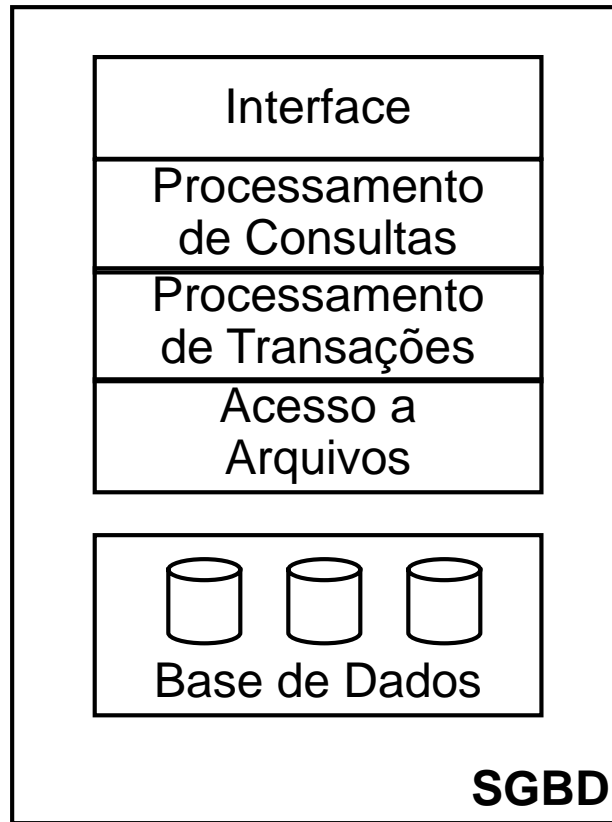 Interface
Processamento
de Consultas
Processamento
de Transações
Acesso a
Arquivos
Base de Dados
SGBD